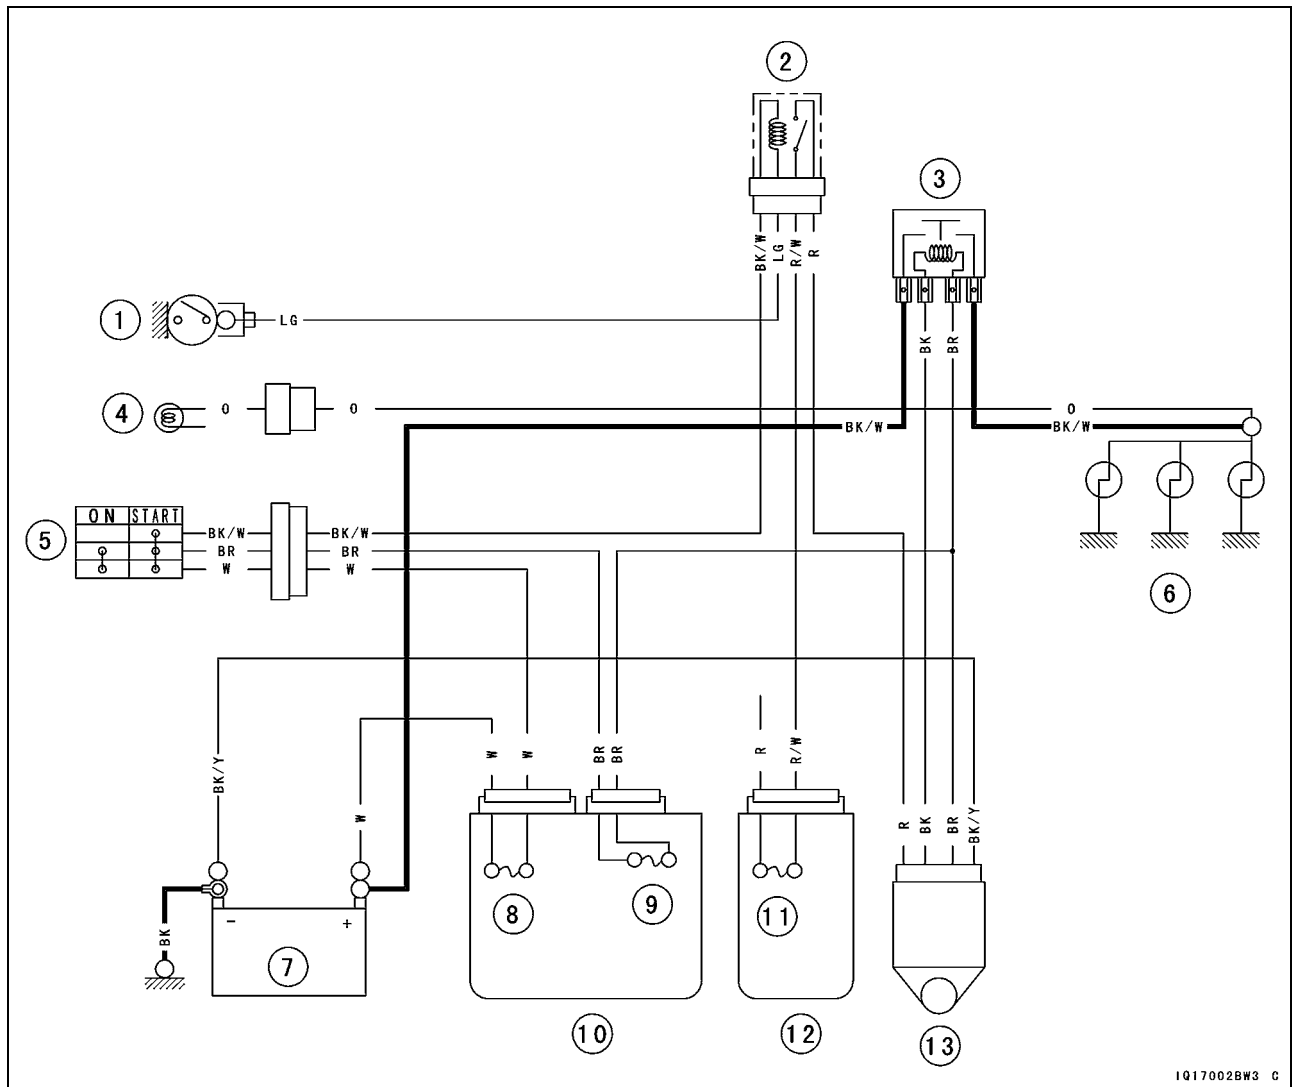 2
3
BK/W
LG
R/W
R
1
LG
BK
BR
4
O
O
O
BK/W
BK/W
5
ON
START
BK/W
BK/W
BR
BR
W
W
6
BK/Y
W
W
W
BR
BR
R
R/W
R
BK
BR
BK/Y
BK
-
+
7
8
9
11
10
12
13
IQ17002BW3 C